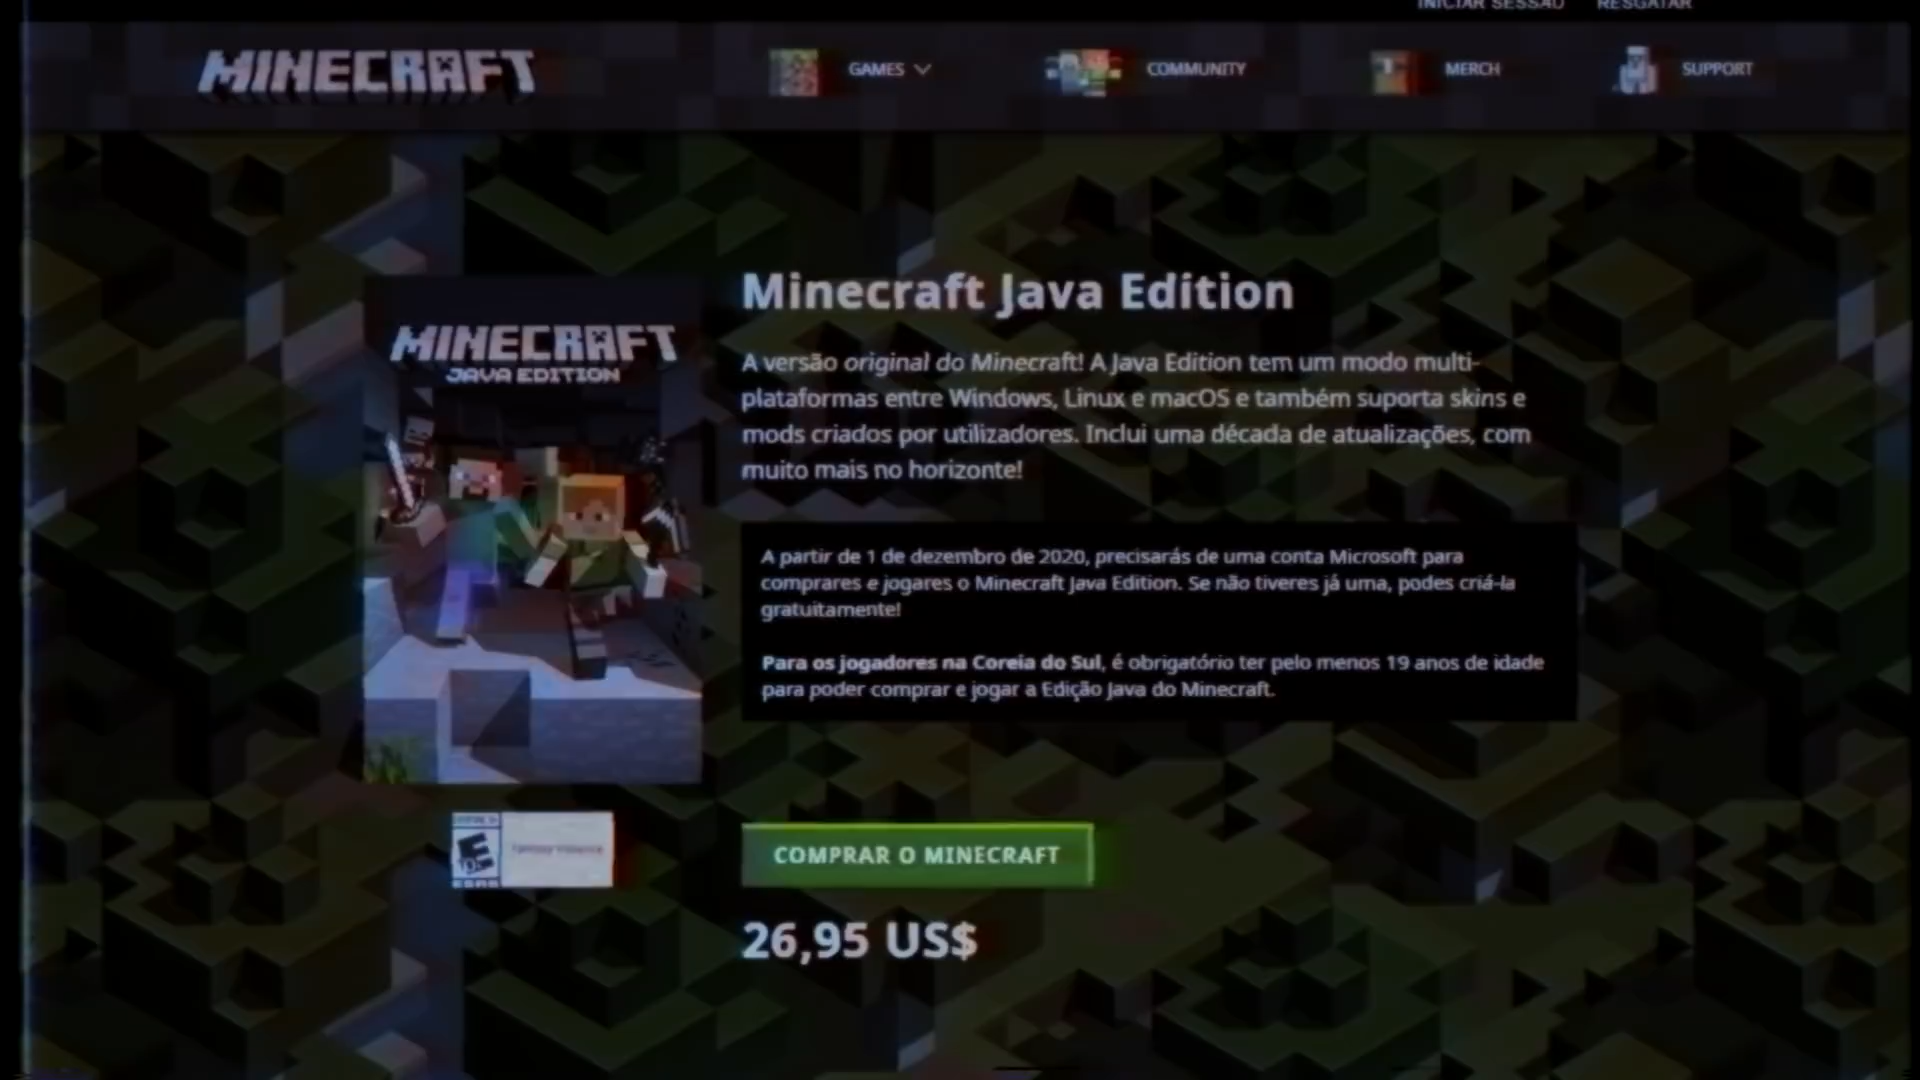 INICIAR SESSÃO RESGATAR
MINECRAFT GAMES COMMUNITY MERCH SUPPORT
Minecraft Java Edition
MINECRAFT
JAVA EDITION
A versão original do Minecraft! A Java Edition tem um modo multi-
plataformas entre Windows, Linux e macOS e também suporta skins e
mods criados por utilizadores. Inclui uma década de atualizações, com
muito mais no horizonte!
A partir de 1 de dezembro de 2020, precisarás de uma conta Microsoft para
comprares e jogares o Minecraft Java Edition. Se não tiveres já uma, podes criá-la
gratuitamente!
Para os jogadores na Coreia do Sul, é obrigatório ter pelo menos 19 anos de idade
para poder comprar e jogar a Edição Java do Minecraft.
E
ESRB
COMPRAR O MINECRAFT
26,95 US$